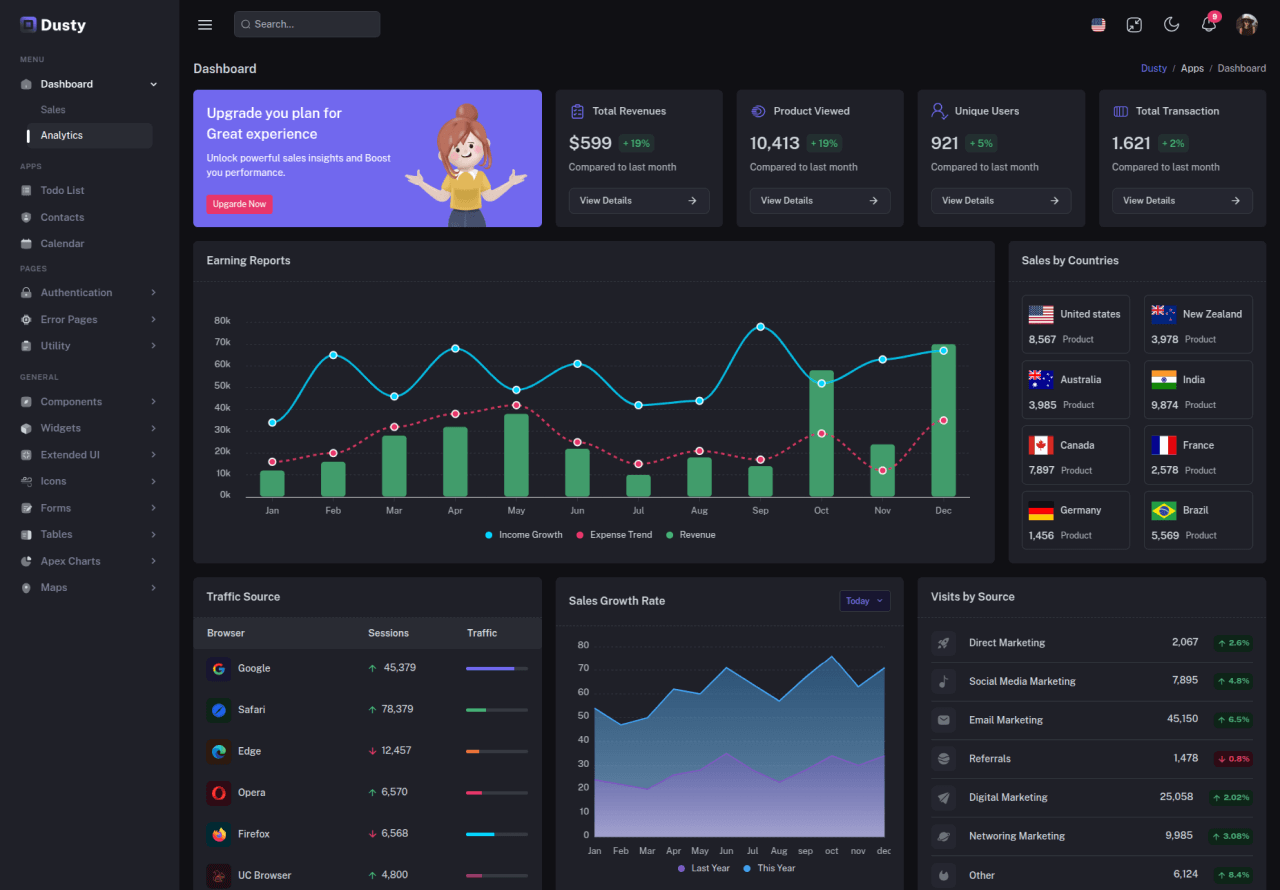 Dusty
MENU
Dashboard
Sales
Analytics
APPS
Todo List
Contacts
Calendar
PAGES
Authentication
Error Pages
Utility
GENERAL
Components
Widgets
Extended UI
Icons
Forms
Tables
Apex Charts
Maps
Search...
9
Dashboard
Dusty / Apps / Dashboard
Upgrade you plan for
Great experience
Unlock powerful sales insights and Boost
you performance.
Upgarde Now
Total Revenues
$599 + 19%
Compared to last month
View Details
Product Viewed
10,413 + 19%
Compared to last month
View Details
Unique Users
921 + 5%
Compared to last month
View Details
Total Transaction
1.621 + 2%
Compared to last month
View Details
Earning Reports
80k
70k
60k
50k
40k
30k
20k
10k
0k
Jan Feb Mar Apr May Jun Jul Aug Sep Oct Nov Dec
Income Growth Expense Trend Revenue
Sales by Countries
United states
8,567 Product
New Zealand
3,978 Product
Australia
3,985 Product
India
9,874 Product
Canada
7,897 Product
France
2,578 Product
Germany
1,456 Product
Brazil
5,569 Product
Traffic Source
Browser Sessions Traffic
Google 45,379
Safari 78,379
Edge 12,457
Opera 6,570
Firefox 6,568
UC Browser 4,800
Sales Growth Rate
Today
80
70
60
50
40
30
20
10
0
Jan Feb Mar Apr May Jun Jul Aug sep oct nov dec
Last Year This Year
Visits by Source
Direct Marketing 2,067 2.6%
Social Media Marketing 7,895 4.8%
Email Marketing 45,150 6.5%
Referrals 1,478 0.8%
Digital Marketing 25,058 2.02%
Networing Marketing 9,985 3.08%
Other 6,124 8.4%